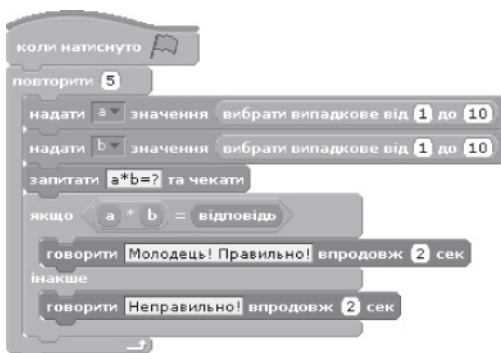 коли натиснуто
повторити 5
надати a значення вибрати випадкове від 1 до 10
надати b значення вибрати випадкове від 1 до 10
запитати a*b=? та чекати
якщо a * b = відповідь
говорити Молодець! Правильно! впродовж 2 сек
інакше
говорити Неправильно! впродовж 2 сек